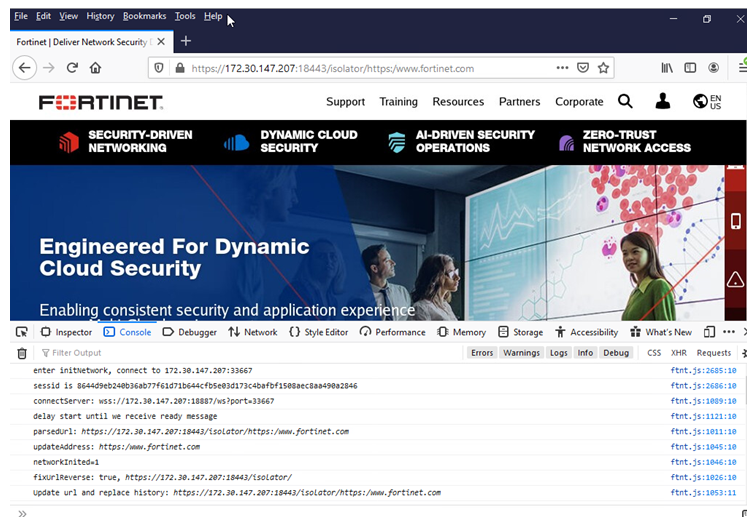 File Edit View History Bookmarks Tools Help
Fortinet | Deliver Network Security
https://172.30.147.207:18443/isolator/https:/www.fortinet.com
FORTINET
Support Training Resources Partners Corporate EN
US
SECURITY-DRIVEN
NETWORKING
DYNAMIC CLOUD
SECURITY
AI-DRIVEN SECURITY
OPERATIONS
ZERO-TRUST
NETWORK ACCESS
Engineered For Dynamic
Cloud Security
Enabling consistent security and application experience
Inspector Console Debugger Network Style Editor Performance Memory Storage Accessibility What's New
Filter Output Errors Warnings Logs Info Debug CSS XHR Requests
enter initNetwork, connect to 172.30.147.207:33667 ftnt.js:2685:10
sessid is 8644d9eb240b36ab77f61d71b644cfb5e03d173c4bafbf1508aec8aa490a2846 ftnt.js:2686:10
connectServer: wss://172.30.147.207:18887/ws?port=33667 ftnt.js:1089:10
delay start until we receive ready message ftnt.js:1121:10
parsedUrl: https://172.30.147.207:18443/isolator/https:/www.fortinet.com ftnt.js:1011:10
updateAddress: https:/www.fortinet.com ftnt.js:1045:10
networkInited=1 ftnt.js:1046:10
fixUrlReverse: true, https://172.30.147.207:18443/isolator/ ftnt.js:1026:10
Update url and replace history: https://172.30.147.207:18443/isolator/https:/www.fortinet.com ftnt.js:1053:11